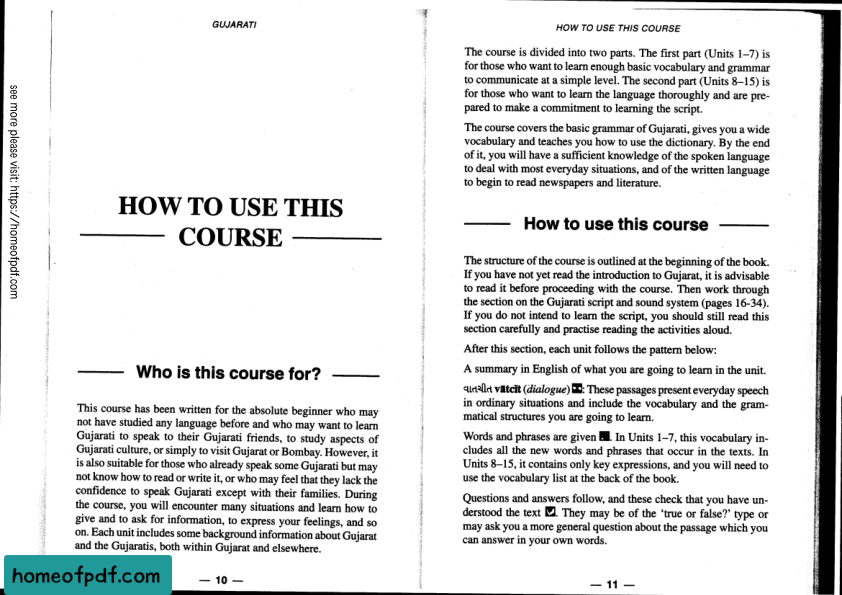 GUJARATI
HOW TO USE THIS
COURSE
Who is this course for?
This course has been written for the absolute beginner who may
not have studied any language before and who may want to learn
Gujarati to speak to their Gujarati friends, to study aspects of
Gujarati culture, or simply to visit Gujarat or Bombay. However, it
is also suitable for those who already speak some Gujarati but may
not know how to read or write it, or who may feel that they lack the
confidence to speak Gujarati except with their families. During
the course, you will encounter many situations and learn how to
give and to ask for information, to express your feelings, and so
on. Each unit includes some background information about Gujarat
and the Gujaratis, both within Gujarat and elsewhere.
— 10 —
HOW TO USE THIS COURSE
The course is divided into two parts. The first part (Units 1–7) is
for those who want to learn enough basic vocabulary and grammar
to communicate at a simple level. The second part (Units 8–15) is
for those who want to learn the language thoroughly and are pre-
pared to make a commitment to learning the script.
The course covers the basic grammar of Gujarati, gives you a wide
vocabulary and teaches you how to use the dictionary. By the end
of it, you will have a sufficient knowledge of the spoken language
to deal with most everyday situations, and of the written language
to begin to read newspapers and literature.
How to use this course
The structure of the course is outlined at the beginning of the book.
If you have not yet read the introduction to Gujarat, it is advisable
to read it before proceeding with the course. Then work through
the section on the Gujarati script and sound system (pages 16-34).
If you do not intend to learn the script, you should still read this
section carefully and practise reading the activities aloud.
After this section, each unit follows the pattern below:
A summary in English of what you are going to learn in the unit.
વાતચીત vātcīt (dialogue) : These passages present everyday speech
in ordinary situations and include the vocabulary and the gram-
matical structures you are going to learn.
Words and phrases are given . In Units 1–7, this vocabulary in-
cludes all the new words and phrases that occur in the texts. In
Units 8–15, it contains only key expressions, and you will need to
use the vocabulary list at the back of the book.
Questions and answers follow, and these check that you have un-
derstood the text . They may be of the 'true or false?' type or
may ask you a more general question about the passage which you
can answer in your own words.
— 11 —
see more please visit: https://homeofpdf.com
homeofpdf.com